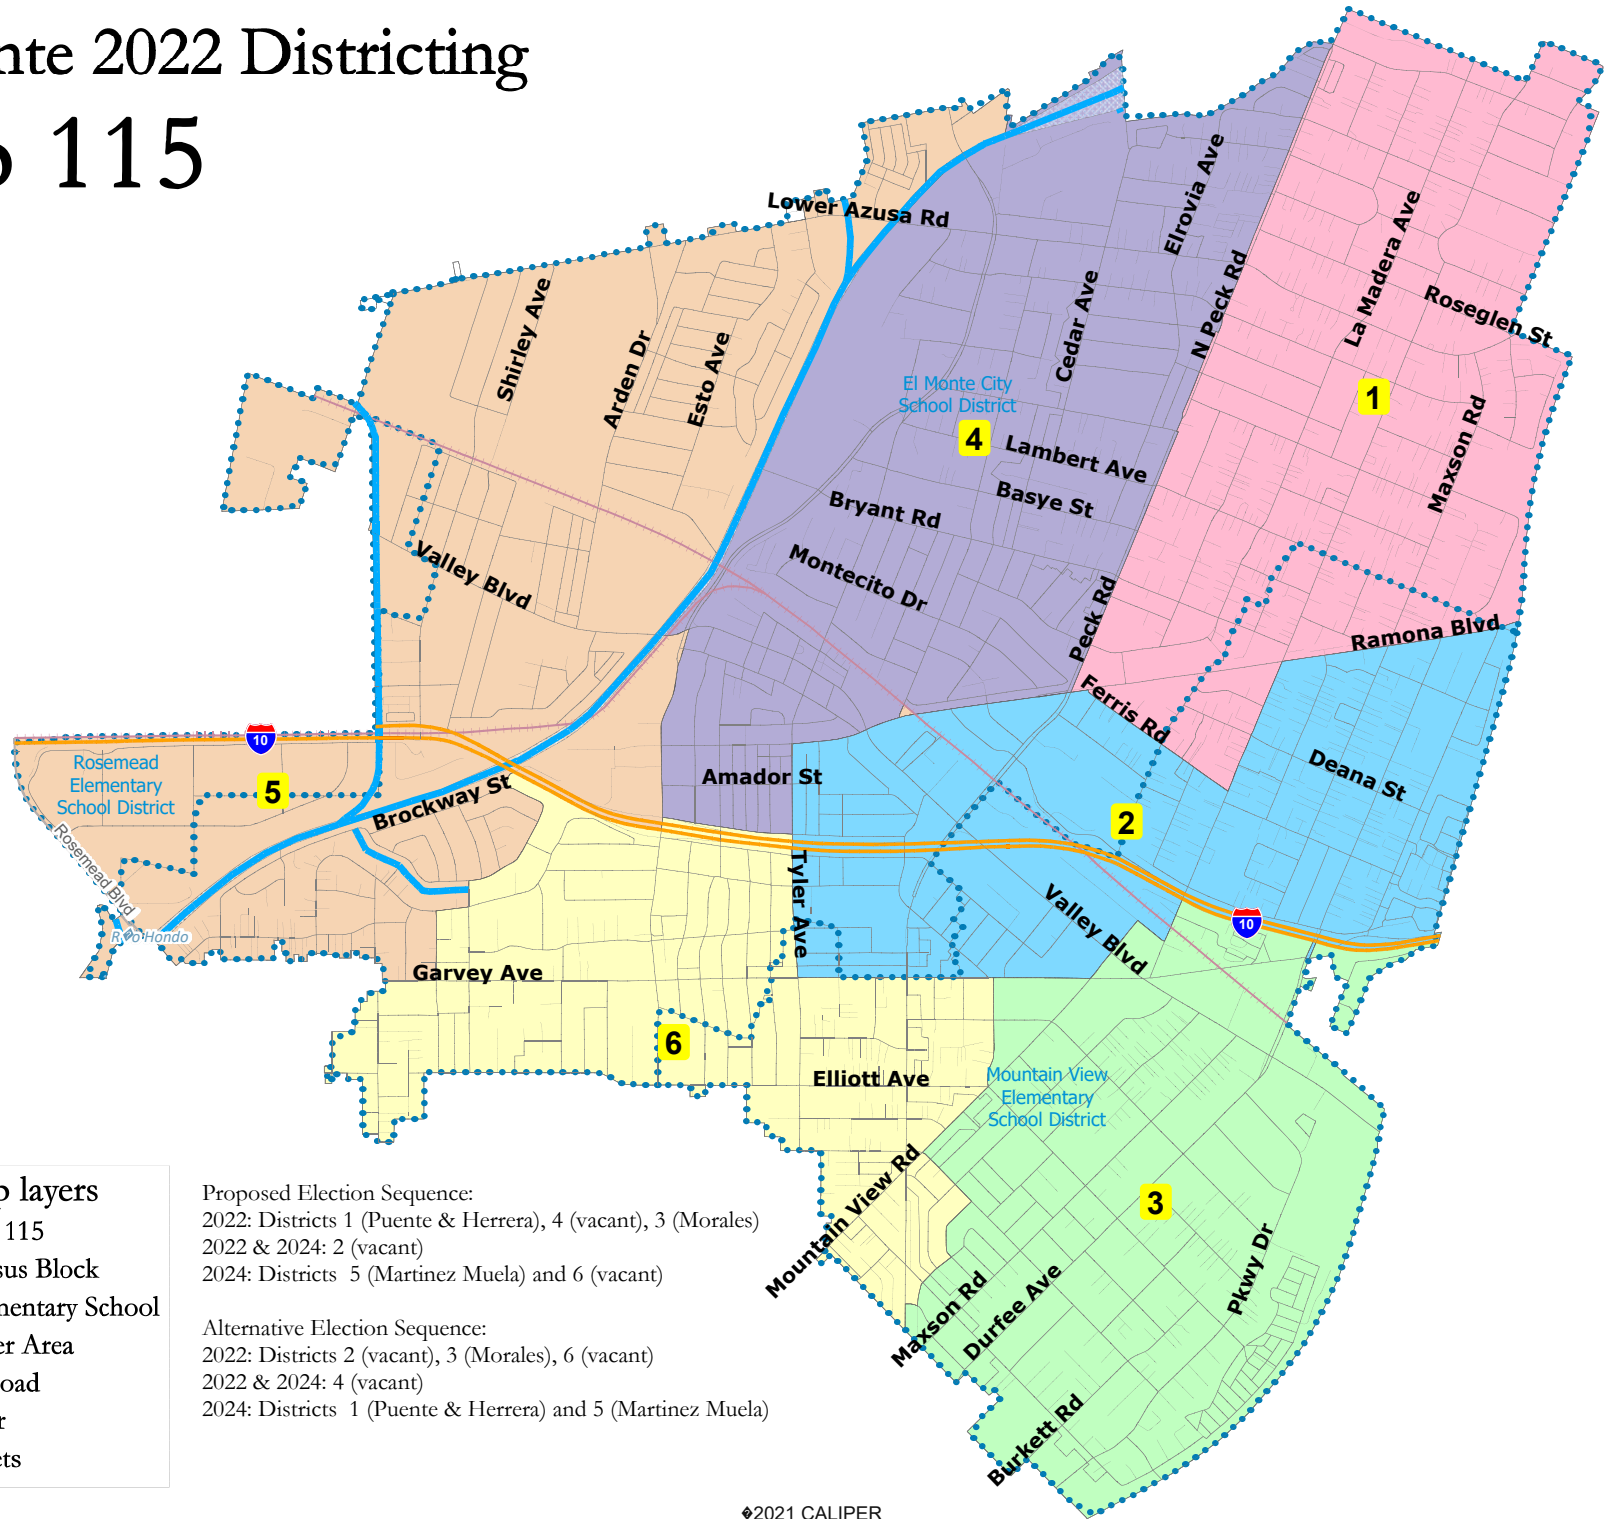 nte 2022 Districting
115
Lower Azusa Rd
Elrovia Ave
La Madera Ave
N Peck Rd
Cedar Ave
Roseglen St
Shirley Ave
Arden Dr
Esto Ave
El Monte City
School District
1
4
Lambert Ave
Maxson Rd
Basye St
Bryant Rd
Valley Blvd
Montecito Dr
Peck Rd
Ramona Blvd
Ferris Rd
10
Rosemead
Elementary
School District
5
Brockway St
Amador St
Deana St
2
Rosemead Blvd
Tyler Ave
Valley Blvd
10
R�o Hondo
Garvey Ave
6
Elliott Ave
Mountain View
Elementary
School District
Mountain View Rd
3
Maxson Rd
Durfee Ave
Pkwy Dr
Burkett Rd
p layers
115
sus Block
mentary School
er Area
oad
r
ets
Proposed Election Sequence:
2022: Districts 1 (Puente & Herrera), 4 (vacant), 3 (Morales)
2022 & 2024: 2 (vacant)
2024: Districts  5 (Martinez Muela) and 6 (vacant)
Alternative Election Sequence:
2022: Districts 2 (vacant), 3 (Morales), 6 (vacant)
2022 & 2024: 4 (vacant)
2024: Districts  1 (Puente & Herrera) and 5 (Martinez Muela)
�2021 CALIPER